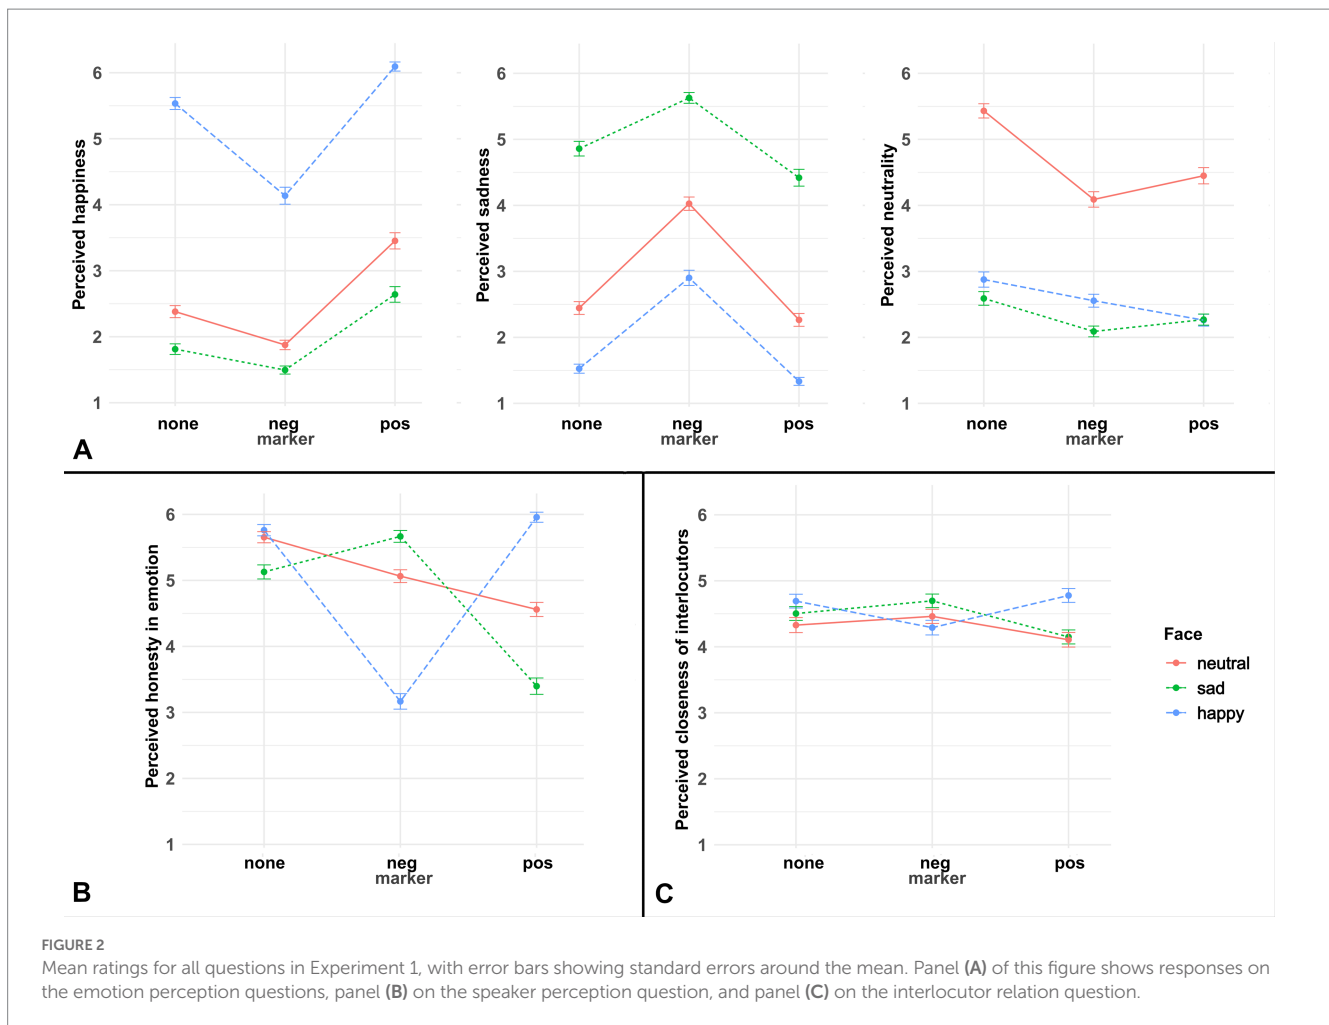 6
5
4
3
2
1
Perceived happiness
none
neg
pos
marker
6
5
4
3
2
1
Perceived sadness
none
neg
pos
marker
6
5
4
3
2
1
Perceived neutrality
none
neg
pos
marker
A
6
5
4
3
2
1
Perceived honesty in emotion
none
neg
pos
marker
B
6
5
4
3
2
1
Perceived closeness of interlocutors
none
neg
pos
marker
C
Face
neutral
sad
happy
FIGURE 2
Mean ratings for all questions in Experiment 1, with error bars showing standard errors around the mean. Panel (A) of this figure shows responses on
the emotion perception questions, panel (B) on the speaker perception question, and panel (C) on the interlocutor relation question.